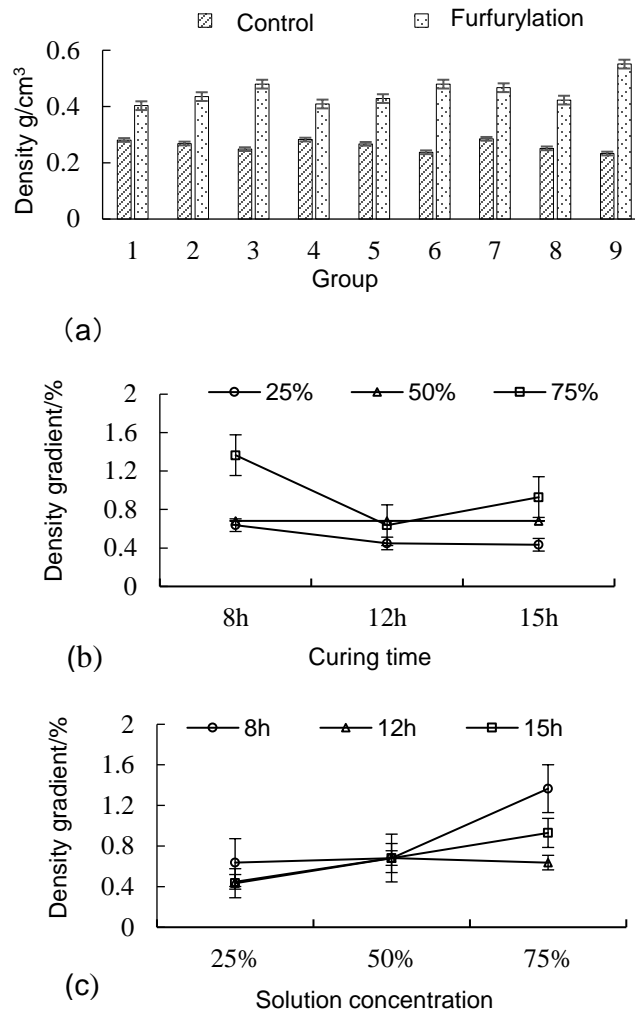 Control Furfurylation
Density g/cm³
0.6
0.4
0.2
0
1 2 3 4 5 6 7 8 9
Group
(a)
Density gradient/%
2
1.6
1.2
0.8
0.4
0
25% 50% 75%
8h 12h 15h
Curing time
(b)
Density gradient/%
2
1.6
1.2
0.8
0.4
0
8h 12h 15h
25% 50% 75%
Solution concentration
(c)